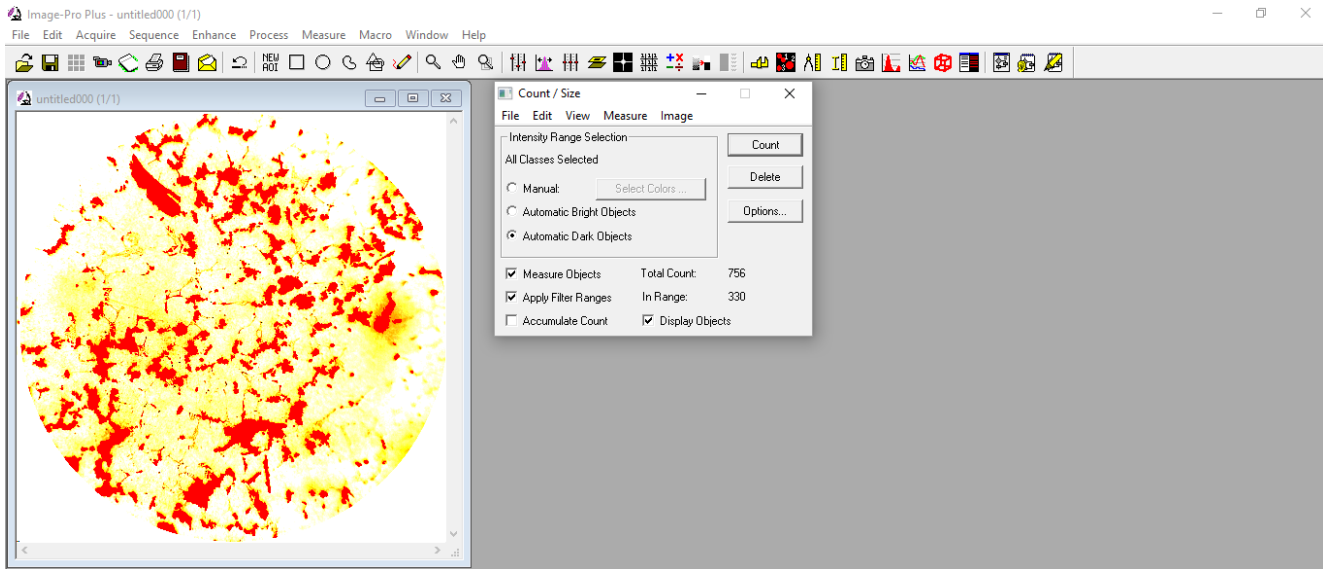 Image-Pro Plus - untitled000 (1/1)
File Edit Acquire Sequence Enhance Process Measure Macro Window Help
NEW
AOI
untitled000 (1/1)
Count / Size
File Edit View Measure Image
Intensity Range Selection
All Classes Selected
Manual: Select Colors ...
Automatic Bright Objects
Automatic Dark Objects
Count
Delete
Options...
Measure Objects Total Count: 756
Apply Filter Ranges In Range: 330
Accumulate Count Display Objects